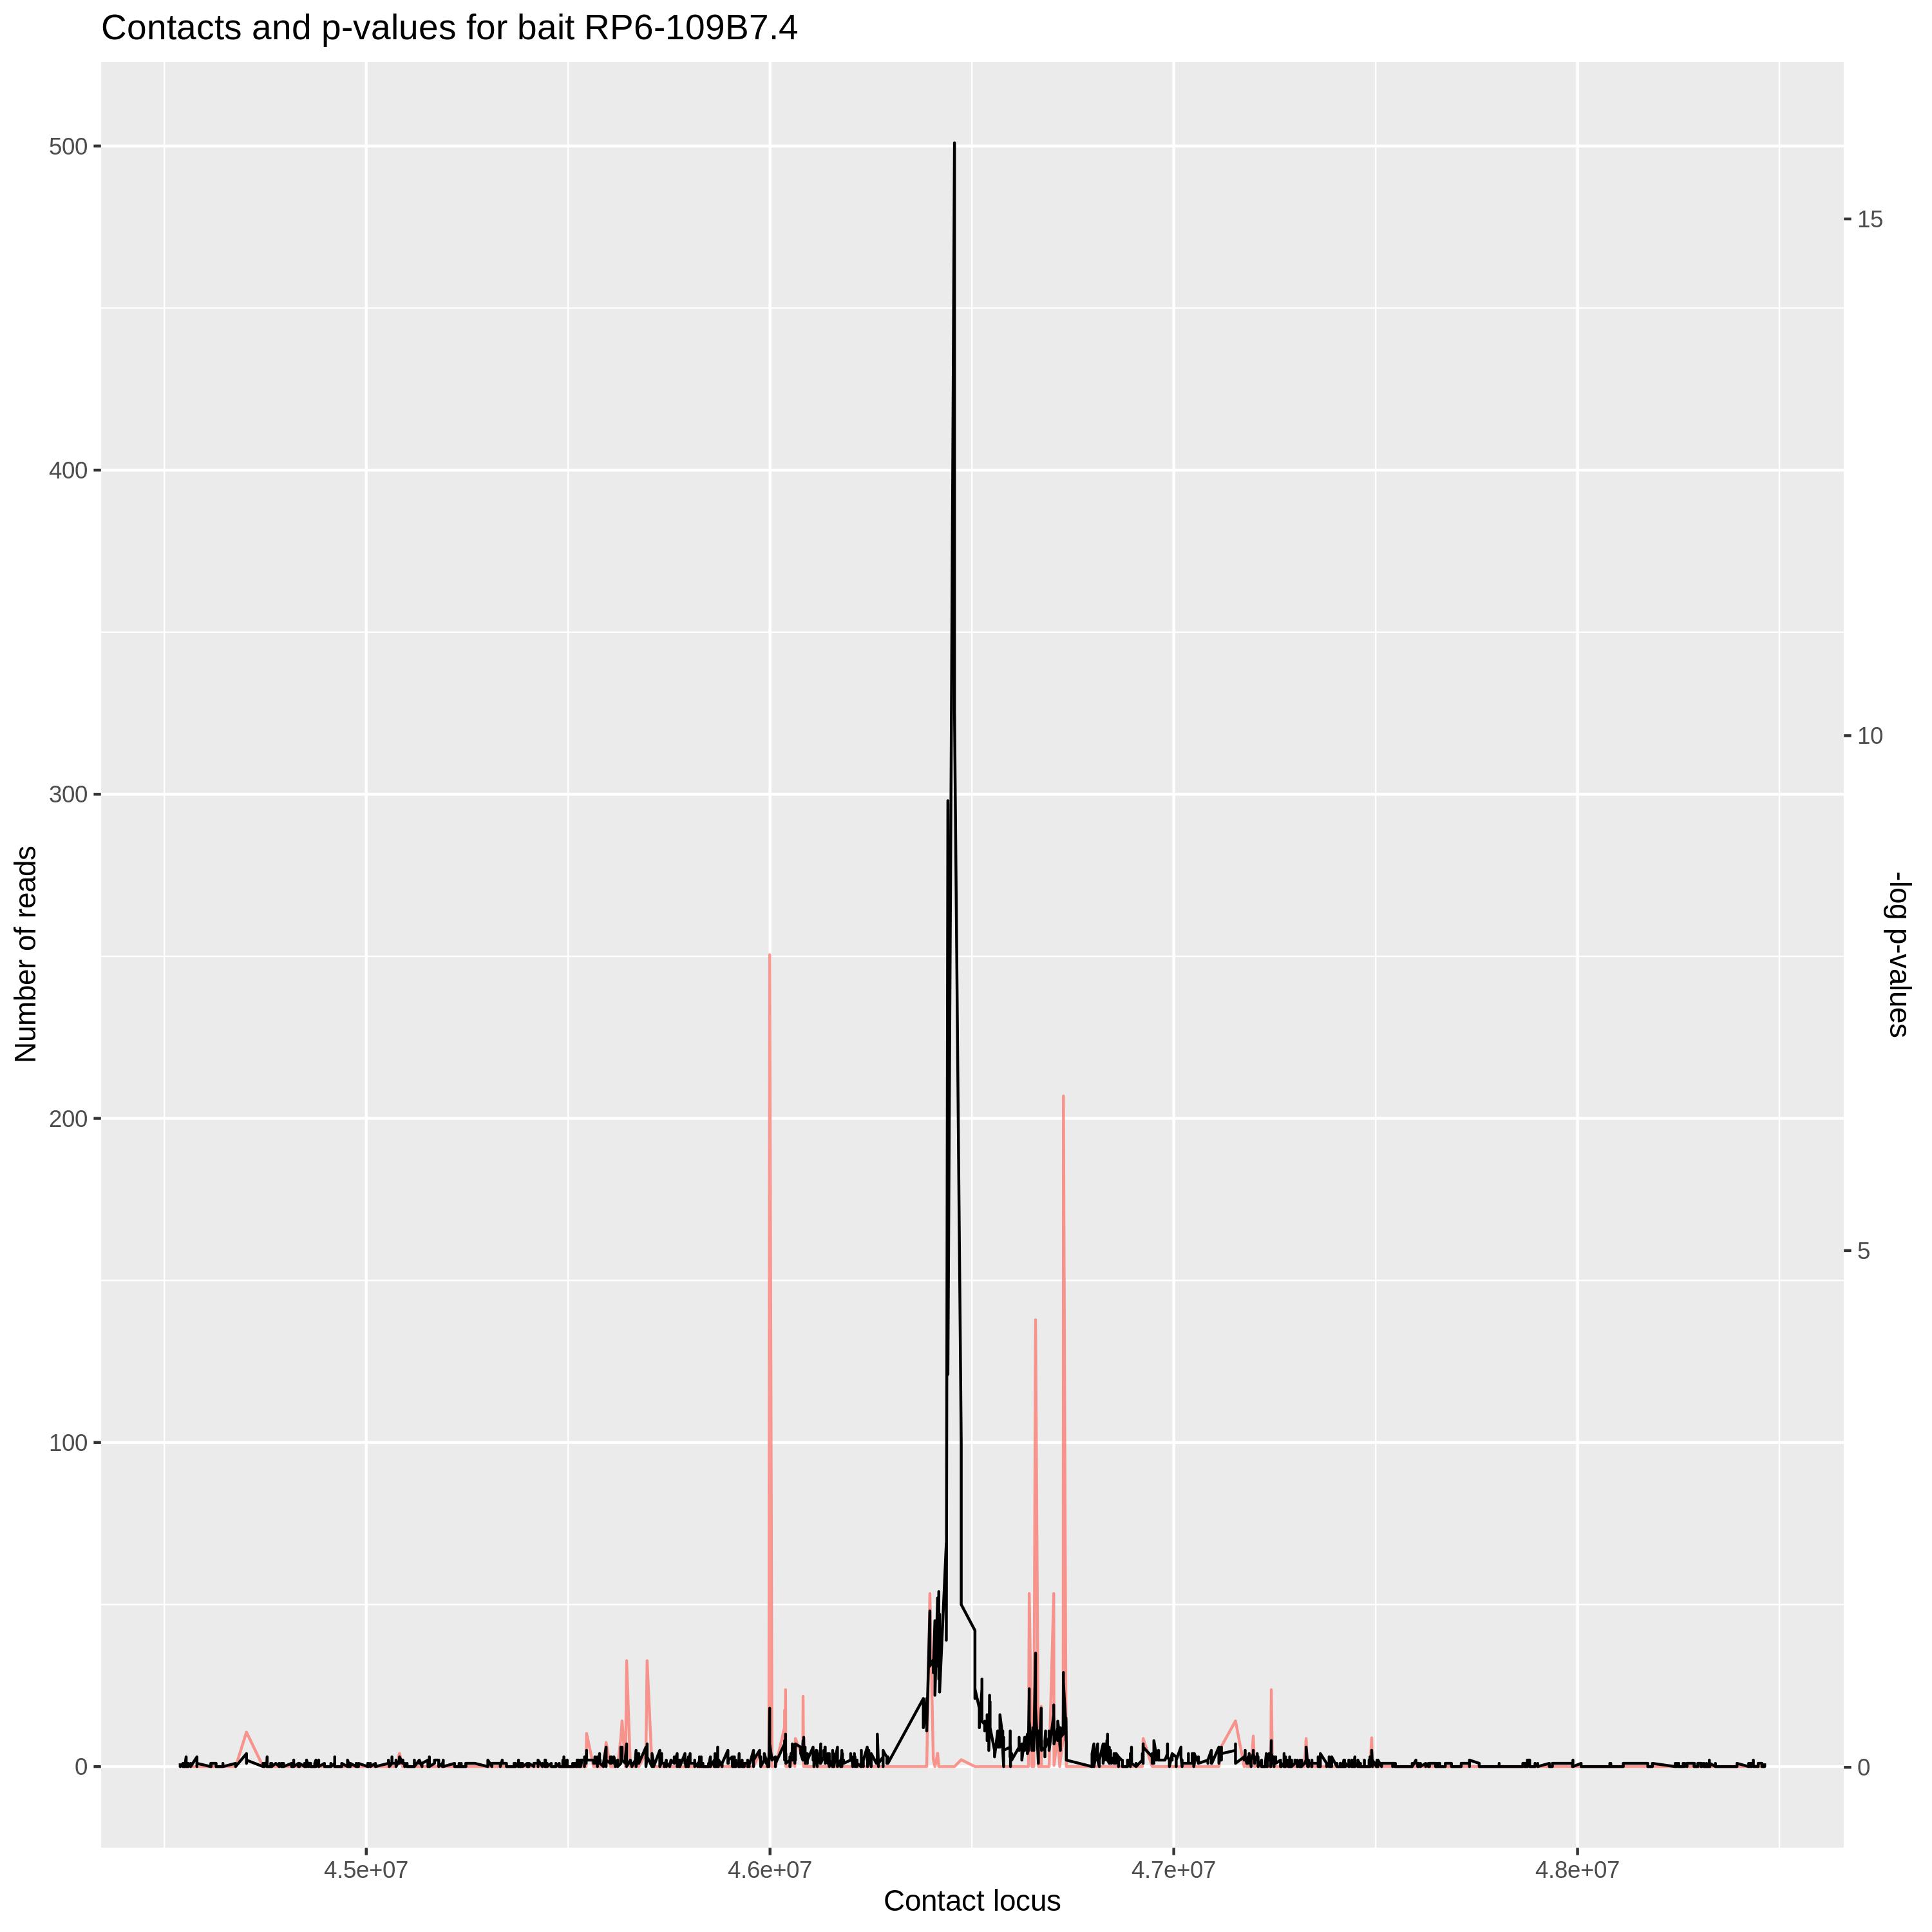 Contacts and p-values for bait RP6-109B7.4
500
400
300
200
100
0
Number of reads
15
10
5
0
-log p-values
4.5e+07
4.6e+07
4.7e+07
4.8e+07
Contact locus